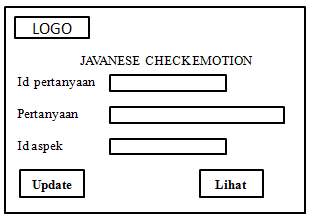 LOGO
JAVANESE CHECKEMOTION
Id pertanyaan
Pertanyaan
Id aspek
Update Lihat